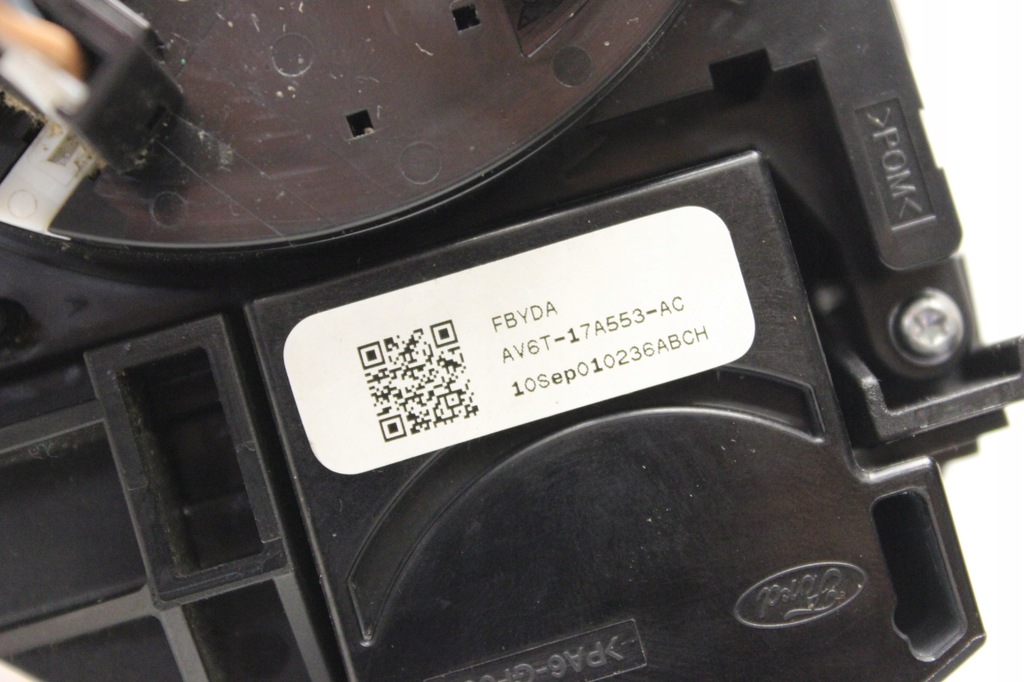 >POM<
FBYDA
AV6T-17A553-AC
10Sep010236ABCH
Ford